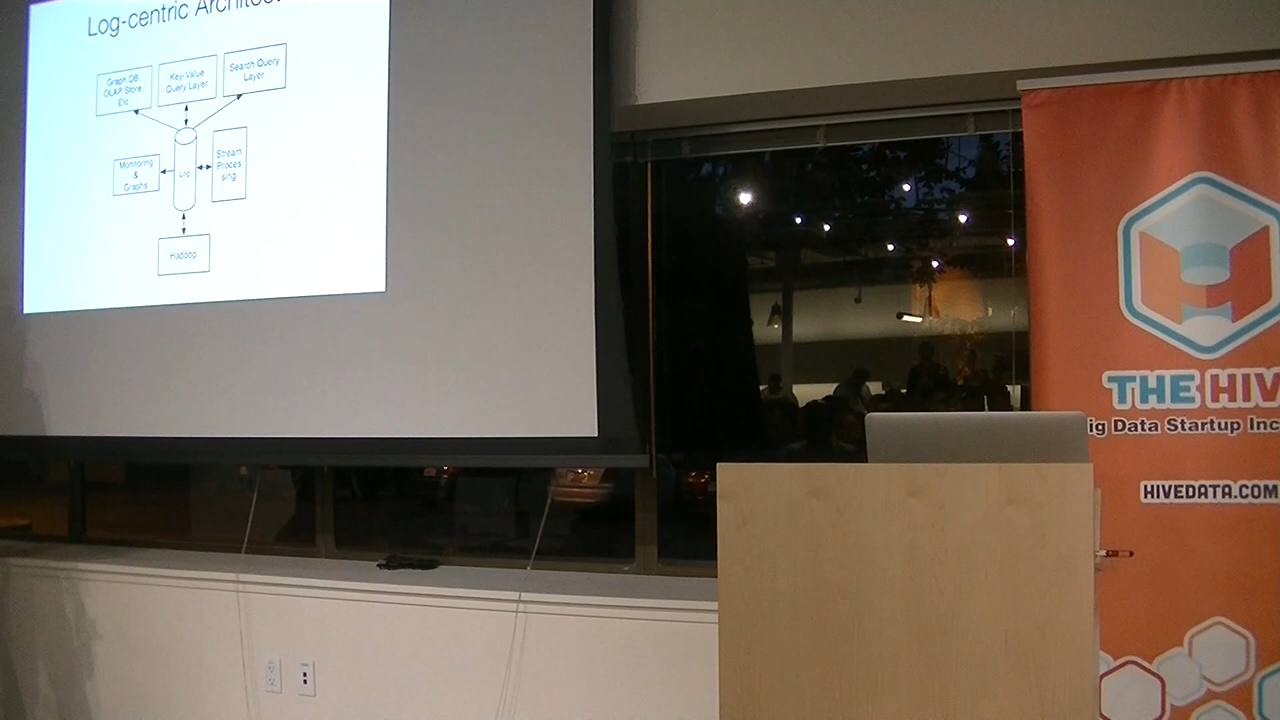 Log-centric Architec
Graph DB,
OLAP Store,
Etc
Key-Value
Query Layer
Search Query
Layer
Monitoring
&
Graphs
Log
Stream
Proces
sing
Hadoop
THE HIV
ig Data Startup Inc
HIVEDATA.COM